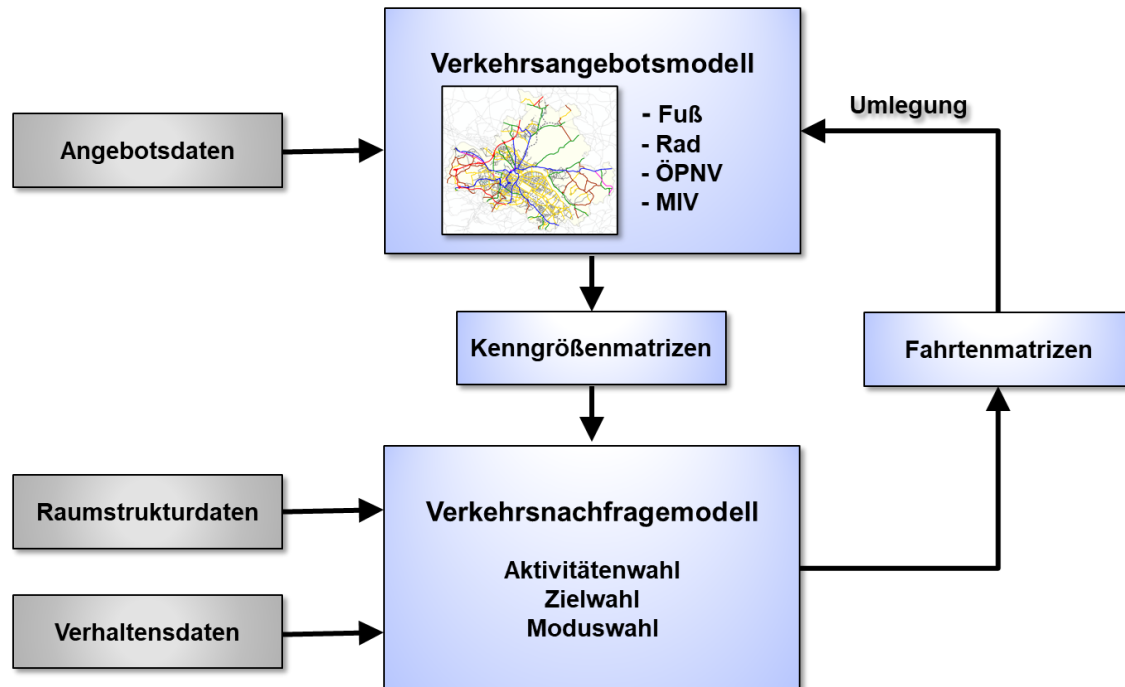 Verkehrsangebotsmodell
- Fuß
- Rad
- ÖPNV
- MIV
Umlegung
Angebotsdaten
Kenngrößenmatrizen
Fahrtenmatrizen
Raumstrukturdaten
Verkehrsnachfragemodell
Aktivitätenwahl
Zielwahl
Moduswahl
Verhaltensdaten